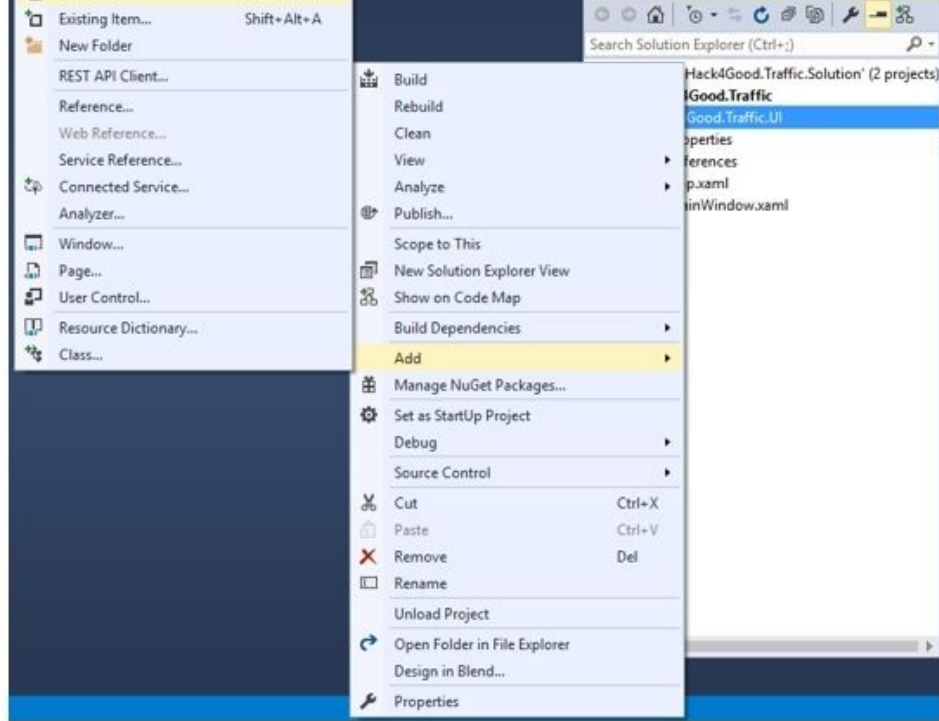 Existing Item... Shift+Alt+A
New Folder
REST API Client...
Reference...
Web Reference...
Service Reference...
Connected Service...
Analyzer...
Window...
Page...
User Control...
Resource Dictionary...
Class...
Build
Rebuild
Clean
View
Analyze
Publish...
Scope to This
New Solution Explorer View
Show on Code Map
Build Dependencies
Add
Manage NuGet Packages...
Set as StartUp Project
Debug
Source Control
Cut Ctrl+X
Paste Ctrl+V
Remove Del
Rename
Unload Project
Open Folder in File Explorer
Design in Blend...
Properties
Search Solution Explorer (Ctrl+;)
Hack4Good.Traffic.Solution' (2 projects)
4Good.Traffic
Good.Traffic.UI
operties
ferences
p.xaml
inWindow.xaml